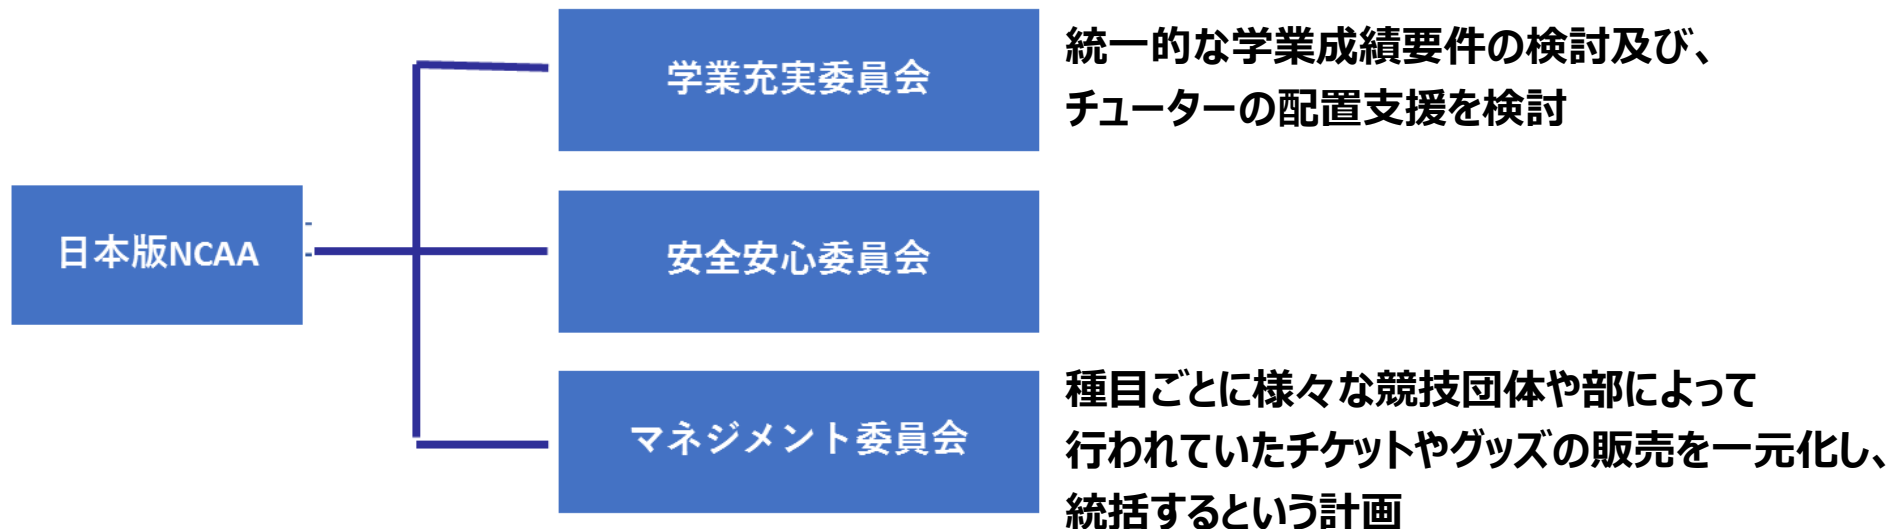 日本版NCAA
学業充実委員会
統一的な学業成績要件の検討及び、
チューターの配置支援を検討
安全安心委員会
マネジメント委員会
種目ごとに様々な競技団体や部によって
行われていたチケットやグッズの販売を一元化し、
統括するという計画